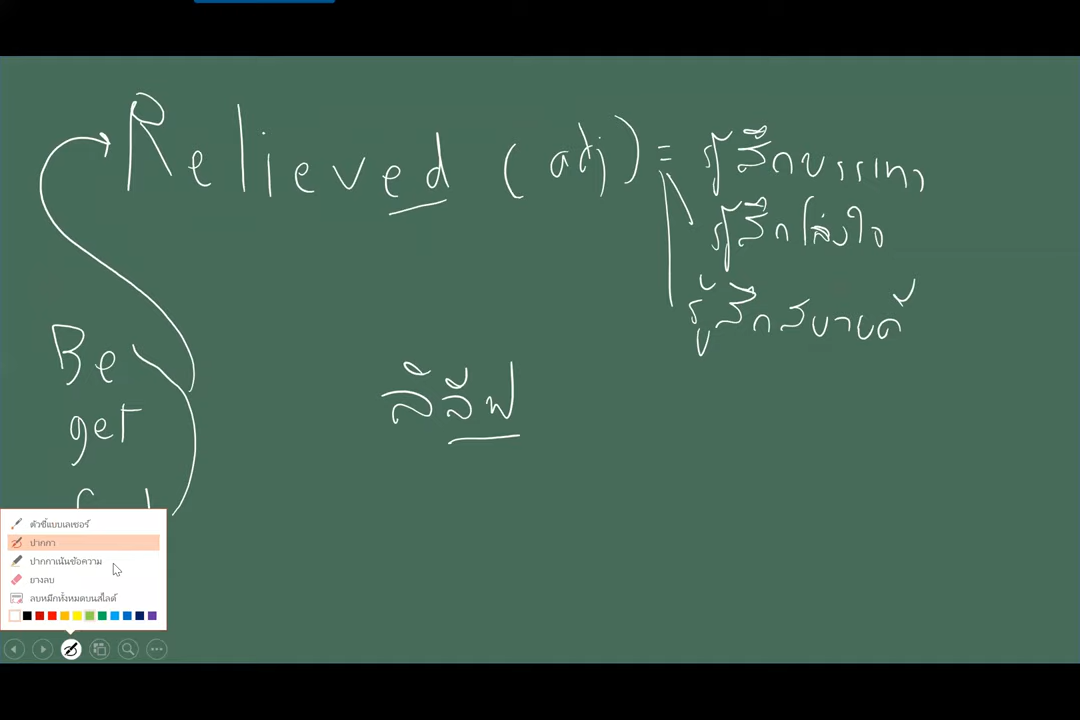 Relieved (adj) = รู้สึกบรรเทา
รู้สึกโล่งใจ
รู้สึกสบายดี
Be
get
ลิลีฟ
ตัวชี้แบบเลเซอร์
ปากกา
ปากกาเน้นข้อความ
ยางลบ
ลบหมึกทั้งหมดบนสไลด์